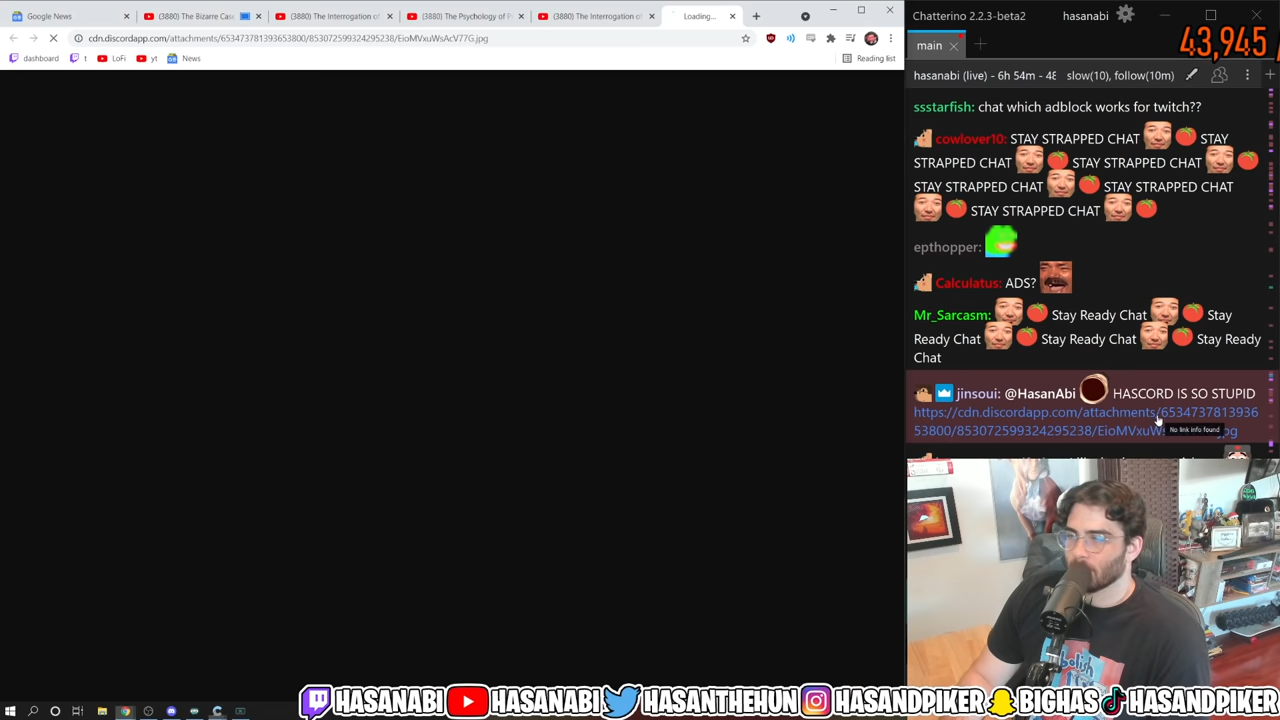 Google News
(3880) The Bizarre Cas
(3880) The Interrogation of
(3880) The Psychology of P
(3880) The Interrogation of
Loading...
cdn.discordapp.com/attachments/653473781393653800/853072599324295238/EioMVxuWsAcV77G.jpg
dashboard
t
LoFi
yt
News
Reading list
Chatterino 2.2.3-beta2
hasanabi
43,945
main
hasanabi (live) - 6h 54m - 48
slow(10), follow(10m)
ssstarfish: chat which adblock works for twitch??
cowlover10: STAY STRAPPED CHAT STAY
STRAPPED CHAT STAY STRAPPED CHAT
STAY STRAPPED CHAT STAY STRAPPED CHAT
STAY STRAPPED CHAT
epthopper:
Calculatus: ADS?
Mr_Sarcasm: Stay Ready Chat Stay
Ready Chat Stay Ready Chat Stay Ready
Chat
jinsoui: @HasanAbi HASCORD IS SO STUPID
https://cdn.discordapp.com/attachments/6534737813936
53800/853072599324295238/EioMVxuW jpg
No link info found
HASANABI HASANABI HASANTHEHUN HASANDPIKER BIGHAS HASANDPIKER